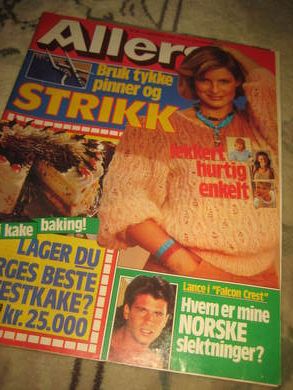 Allers
Bruk tykke
pinner og
STRIKK
lekkert
hurtig
enkelt
kake baking!
LAGER DU
RGES BESTE
ESTKAKE?
kr. 25.000
Lance i "Falcon Crest"
Hvem er mine
NORSKE
slektninger?